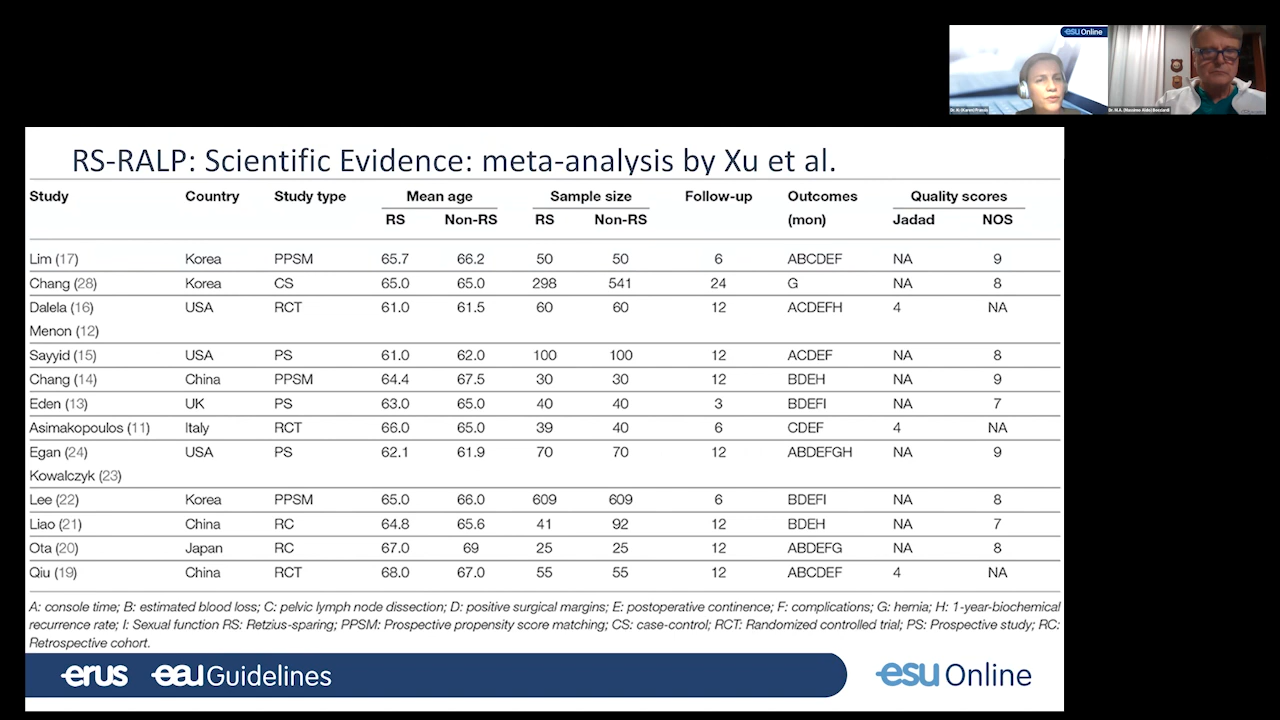 esu Online
RS-RALP: Scientific Evidence: meta-analysis by Xu et al.
Study Country Study type Mean age Sample size Follow-up Outcomes Quality scores
RS Non-RS RS Non-RS (mon) Jadad NOS
Lim (17) Korea PPSM 65.7 66.2 50 50 6 ABCDEF NA 9
Chang (28) Korea CS 65.0 65.0 298 541 24 G NA 8
Dalela (16) USA RCT 61.0 61.5 60 60 12 ACDEFH 4 NA
Menon (12)
Sayyid (15) USA PS 61.0 62.0 100 100 12 ACDEF NA 8
Chang (14) China PPSM 64.4 67.5 30 30 12 BDEH NA 9
Eden (13) UK PS 63.0 65.0 40 40 3 BDEFI NA 7
Asimakopoulos (11) Italy RCT 66.0 65.0 39 40 6 CDEF 4 NA
Egan (24) USA PS 62.1 61.9 70 70 12 ABDEFGH NA 9
Kowalczyk (23)
Lee (22) Korea PPSM 65.0 66.0 609 609 6 BDEFI NA 8
Liao (21) China RC 64.8 65.6 41 92 12 BDEH NA 7
Ota (20) Japan RC 67.0 69 25 25 12 ABDEFG NA 8
Qiu (19) China RCT 68.0 67.0 55 55 12 ABCDEF 4 NA
A: console time; B: estimated blood loss; C: pelvic lymph node dissection; D: positive surgical margins; E: postoperative continence; F: complications; G: hernia; H: 1-year-biochemical
recurrence rate; I: Sexual function RS: Retzius-sparing; PPSM: Prospective propensity score matching; CS: case-control; RCT: Randomized controlled trial; PS: Prospective study; RC:
Retrospective cohort.
erus eau Guidelines esu Online